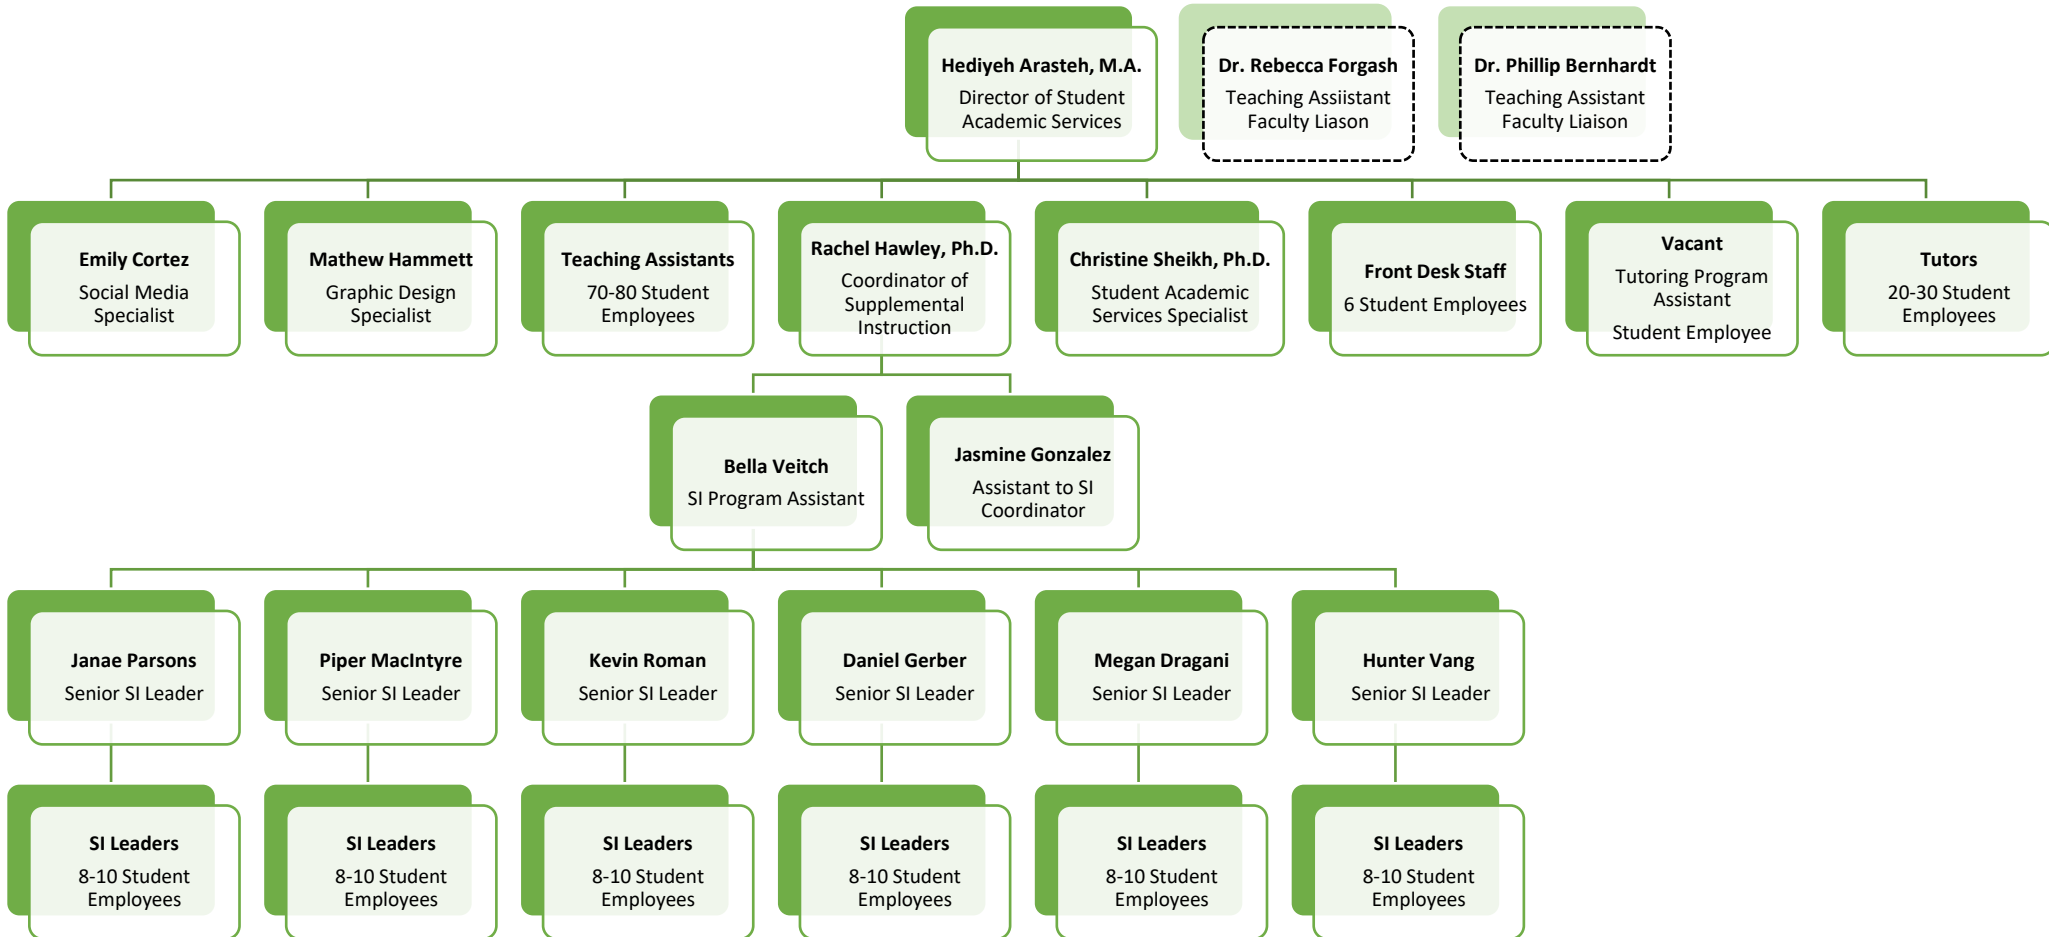 Hediyeh Arasteh, M.A.
Director of Student
Academic Services
Dr. Rebecca Forgash
Teaching Assiistant
Faculty Liason
Dr. Phillip Bernhardt
Teaching Assistant
Faculty Liaison
Emily Cortez
Social Media
Specialist
Mathew Hammett
Graphic Design
Specialist
Teaching Assistants
70-80 Student
Employees
Rachel Hawley, Ph.D.
Coordinator of
Supplemental
Instruction
Christine Sheikh, Ph.D.
Student Academic
Services Specialist
Front Desk Staff
6 Student Employees
Vacant
Tutoring Program
Assistant
Student Employee
Tutors
20-30 Student
Employees
Bella Veitch
SI Program Assistant
Jasmine Gonzalez
Assistant to SI
Coordinator
Janae Parsons
Senior SI Leader
Piper MacIntyre
Senior SI Leader
Kevin Roman
Senior SI Leader
Daniel Gerber
Senior SI Leader
Megan Dragani
Senior SI Leader
Hunter Vang
Senior SI Leader
SI Leaders
8-10 Student
Employees
SI Leaders
8-10 Student
Employees
SI Leaders
8-10 Student
Employees
SI Leaders
8-10 Student
Employees
SI Leaders
8-10 Student
Employees
SI Leaders
8-10 Student
Employees